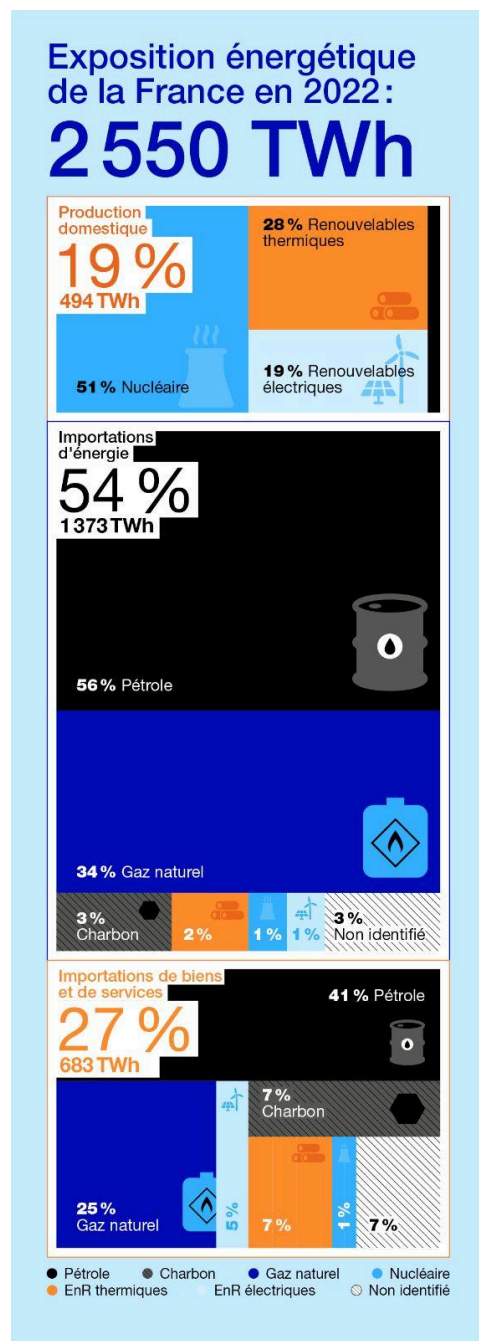 Exposition énergétique
de la France en 2022 :
2 550 TWh
Production
domestique
19 %
494 TWh
28 % Renouvelables
thermiques
51 % Nucléaire
19 % Renouvelables
électriques
Importations
d'énergie
54 %
1 373 TWh
56 % Pétrole
34 % Gaz naturel
3 %
Charbon
2 %
1 %
1 %
3 %
Non identifié
Importations de biens
et de services
27 %
683 TWh
41 % Pétrole
7 %
Charbon
25 %
Gaz naturel
5 %
7 %
1 %
7 %
Pétrole Charbon Gaz naturel Nucléaire
EnR thermiques EnR électriques Non identifié